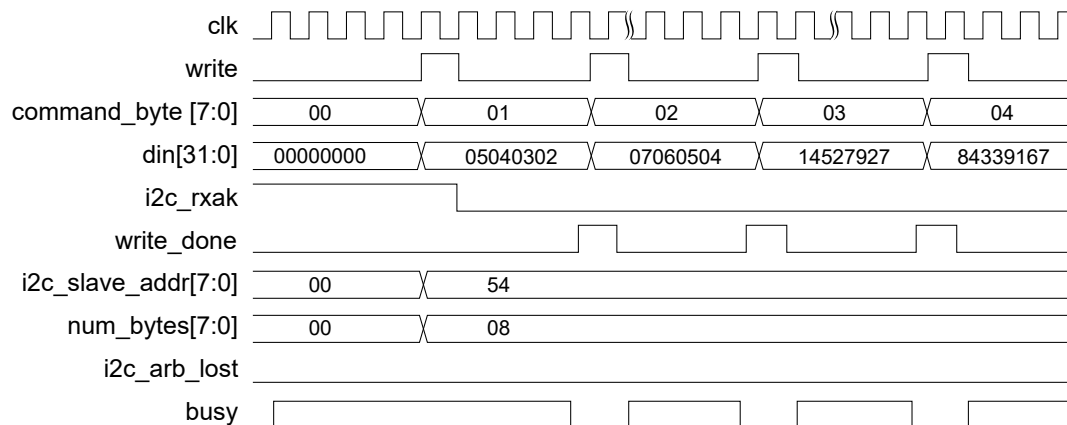 clk
write
command_byte [7:0] 00 01 02 03 04
din[31:0] 00000000 05040302 07060504 14527927 84339167
i2c_rxak
write_done
i2c_slave_addr[7:0] 00 54
num_bytes[7:0] 00 08
i2c_arb_lost
busy